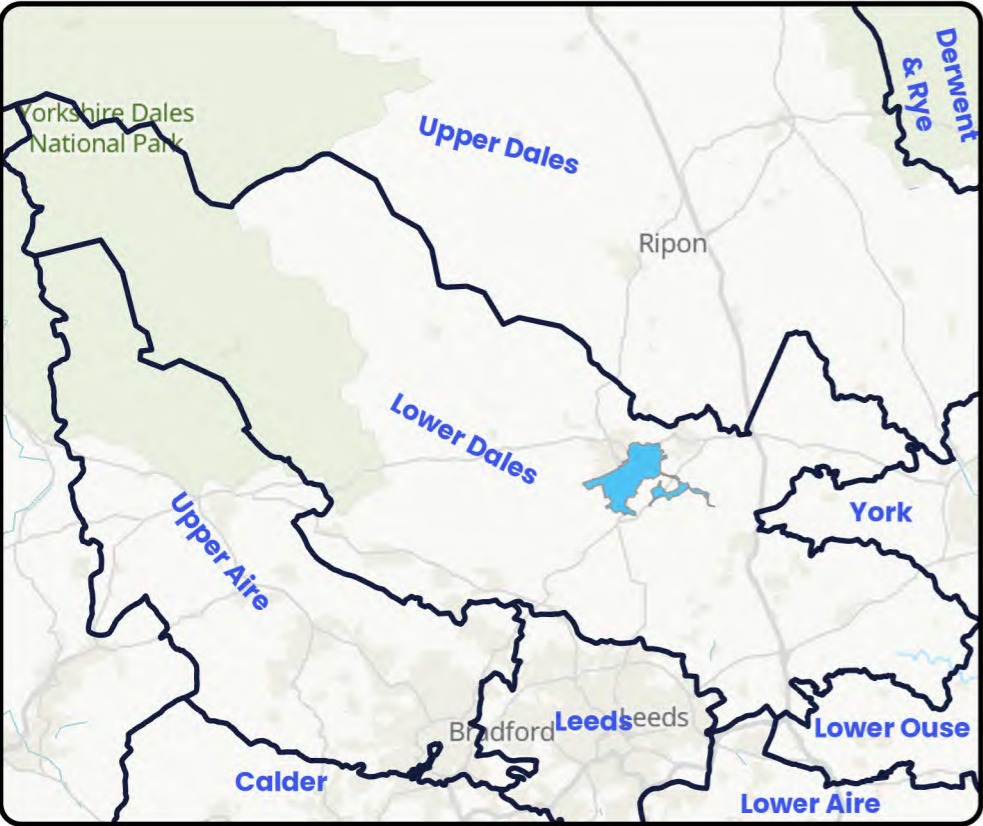 Derwent
& Rye
Yorkshire Dales
National Park
Upper Dales
Ripon
Lower Dales
York
Upper Aire
Bradford
Leeds
Leeds
Lower Ouse
Calder
Lower Aire